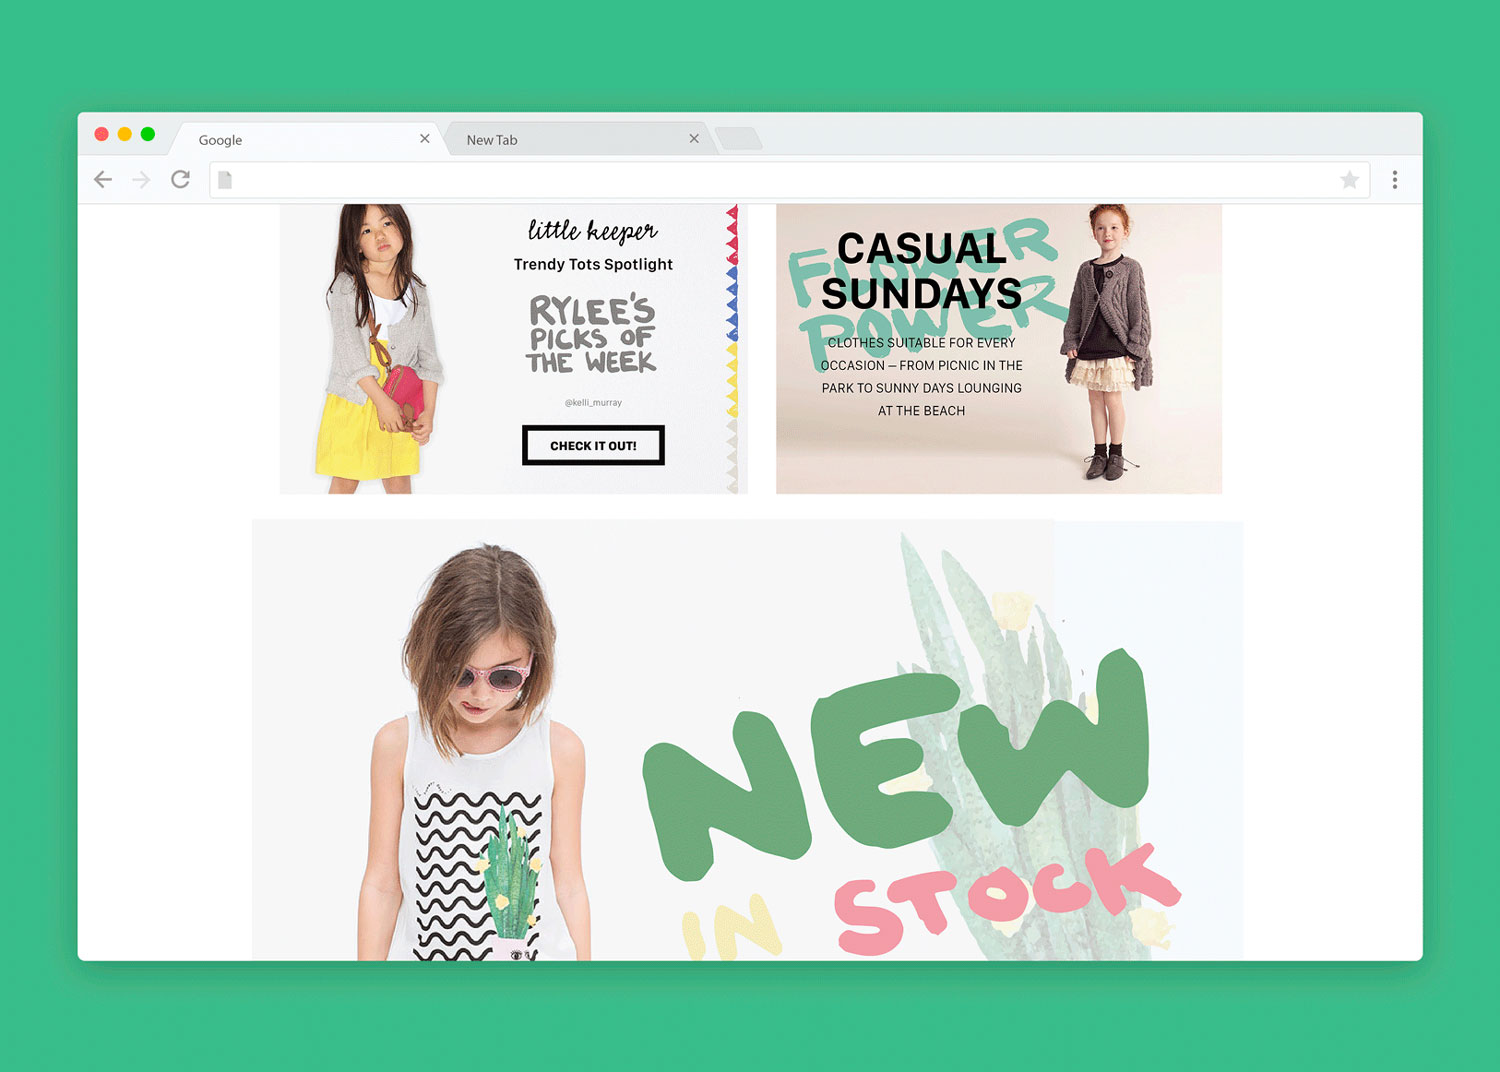 Google
New Tab
little keeper
Trendy Tots Spotlight
RYLEE'S
PICKS OF
THE WEEK
@kelli_murray
CHECK IT OUT!
FLOWER
POWER
CASUAL
SUNDAYS
CLOTHES SUITABLE FOR EVERY
OCCASION – FROM PICNIC IN THE
PARK TO SUNNY DAYS LOUNGING
AT THE BEACH
NEW
IN STOCK